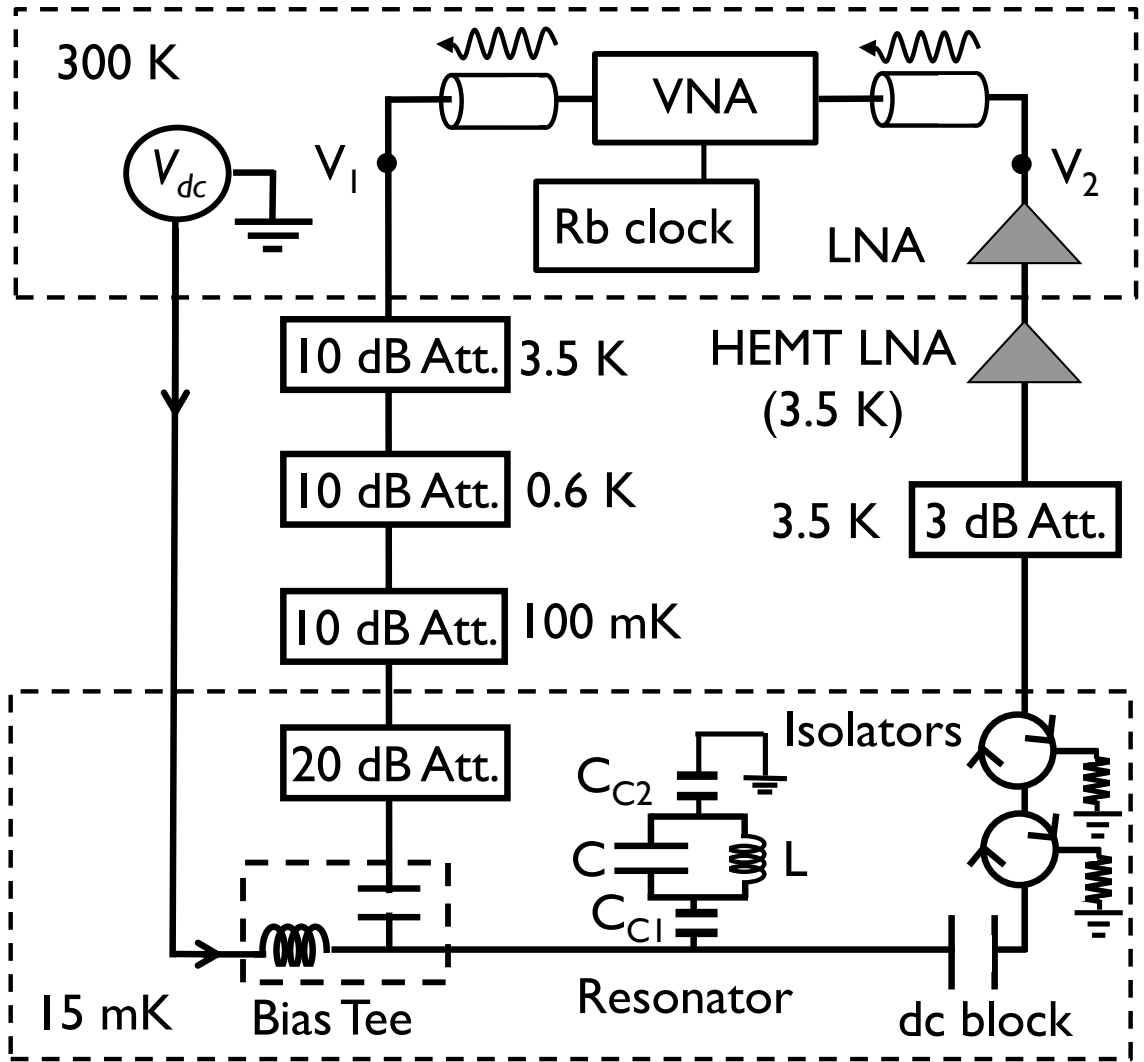 300 K
VNA
V_dc
V_1
V_2
Rb clock
LNA
10 dB Att.
3.5 K
HEMT LNA
(3.5 K)
10 dB Att.
0.6 K
3.5 K
3 dB Att.
10 dB Att.
100 mK
20 dB Att.
Isolators
C_C2
C
L
C_C1
15 mK
Bias Tee
Resonator
dc block